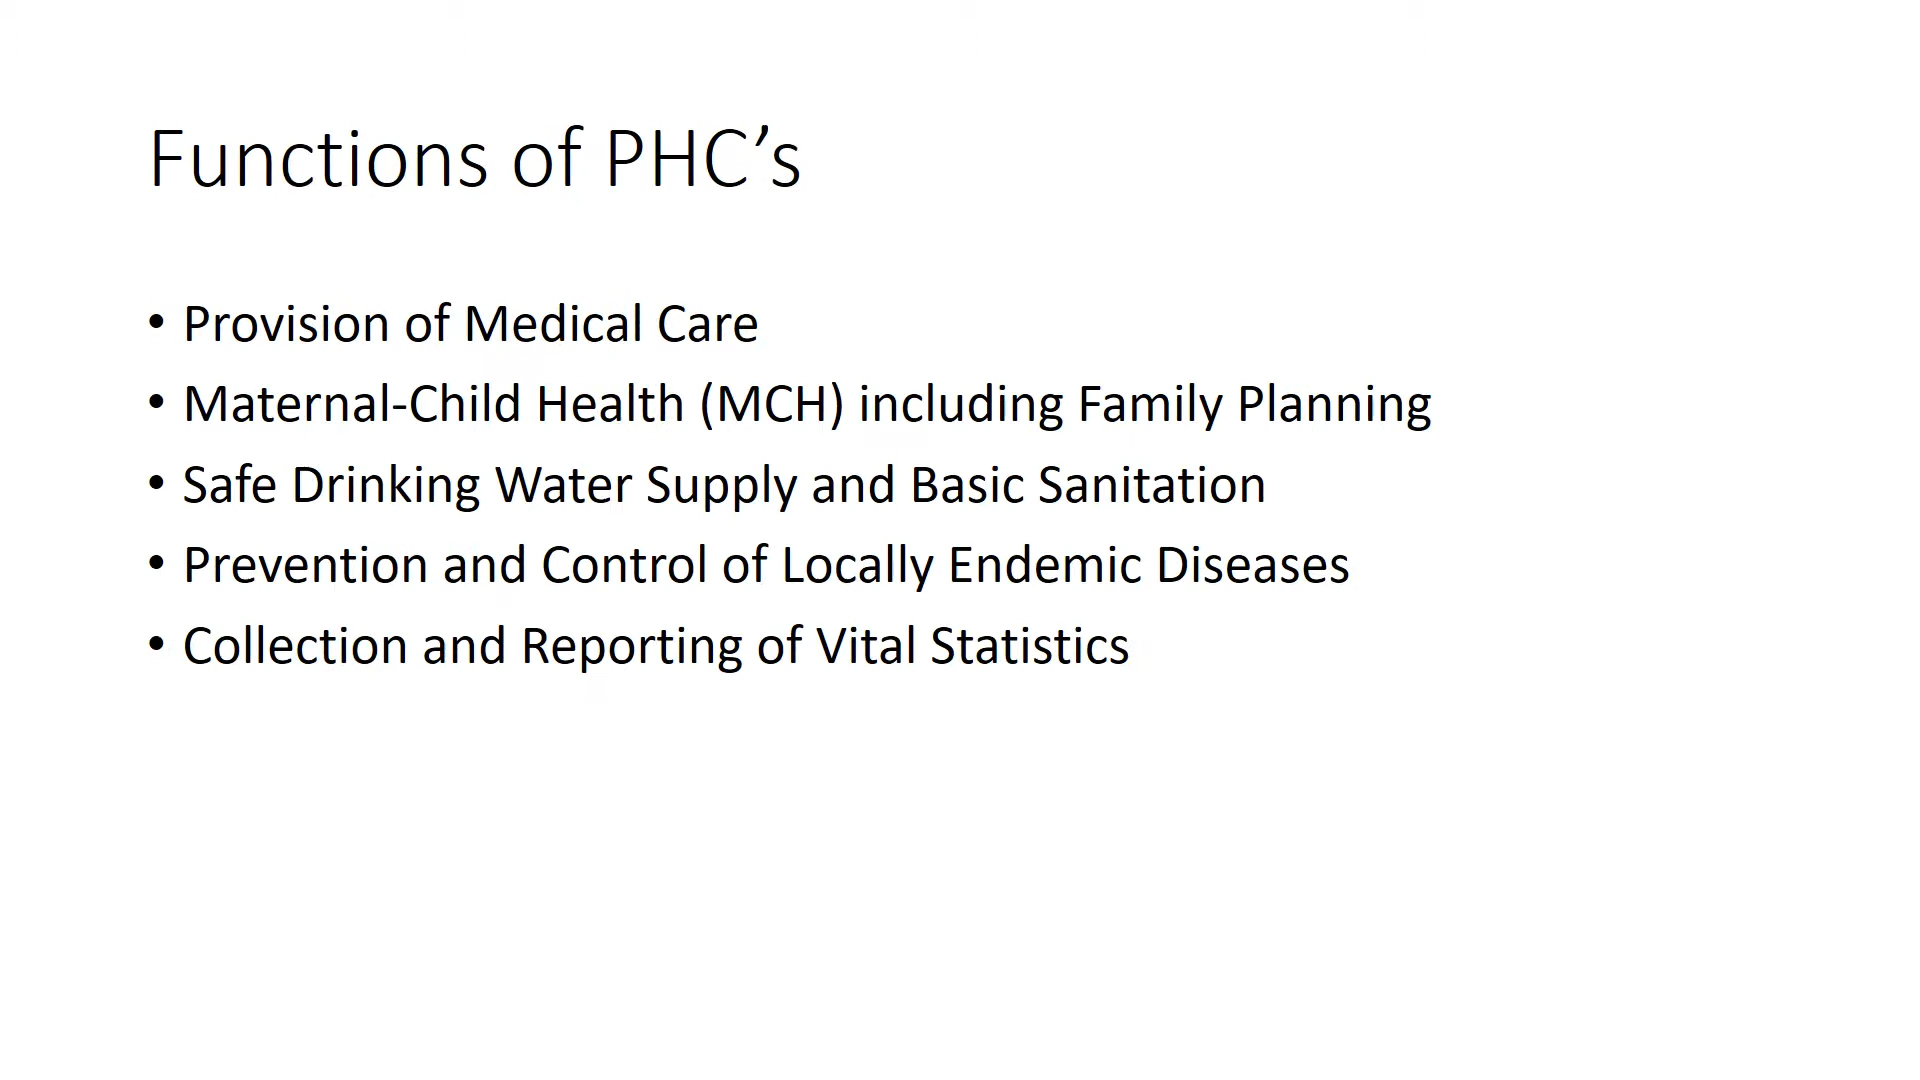 Functions of PHC’s
• Provision of Medical Care
• Maternal-Child Health (MCH) including Family Planning
• Safe Drinking Water Supply and Basic Sanitation
• Prevention and Control of Locally Endemic Diseases
• Collection and Reporting of Vital Statistics